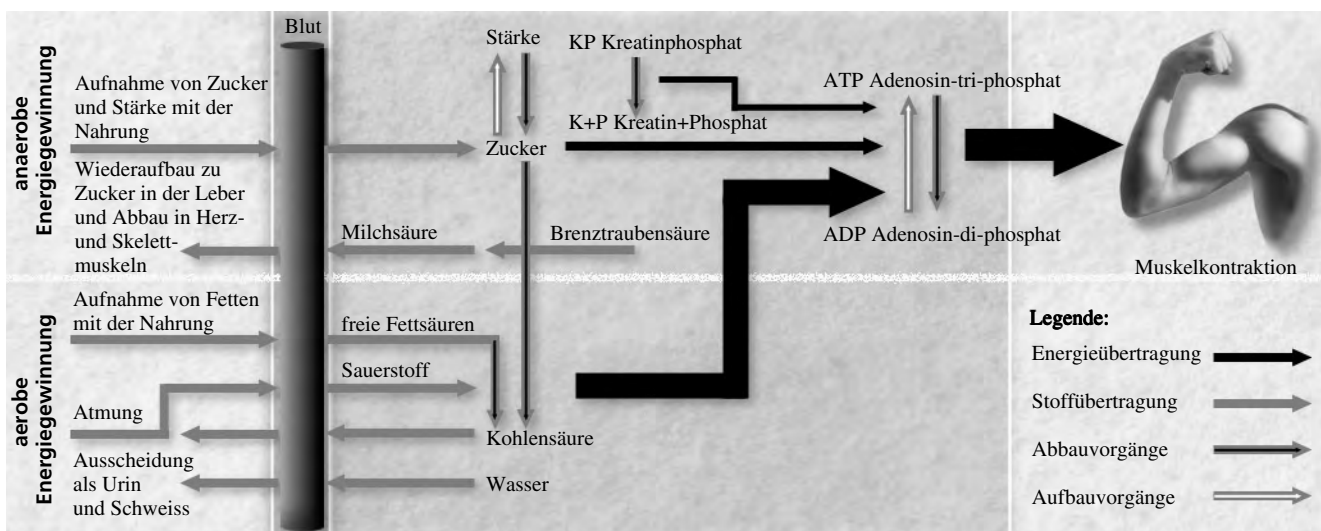 anaerobe
Energiegewinnung
Aufnahme von Zucker
und Stärke mit der
Nahrung
Wiederaufbau zu
Zucker in der Leber
und Abbau in Herz-
und Skelett-
muskeln
Blut
Stärke
Zucker
KP Kreatinphosphat
K+P Kreatin+Phosphat
Milchsäure
Brenztraubensäure
ATP Adenosin-tri-phosphat
ADP Adenosin-di-phosphat
Muskelkontraktion
aerobe
Energiegewinnung
Aufnahme von Fetten
mit der Nahrung
Atmung
Ausscheidung
als Urin
und Schweiss
freie Fettsäuren
Sauerstoff
Kohlensäure
Wasser
Legende:
Energieübertragung
Stoffübertragung
Abbauvorgänge
Aufbauvorgänge